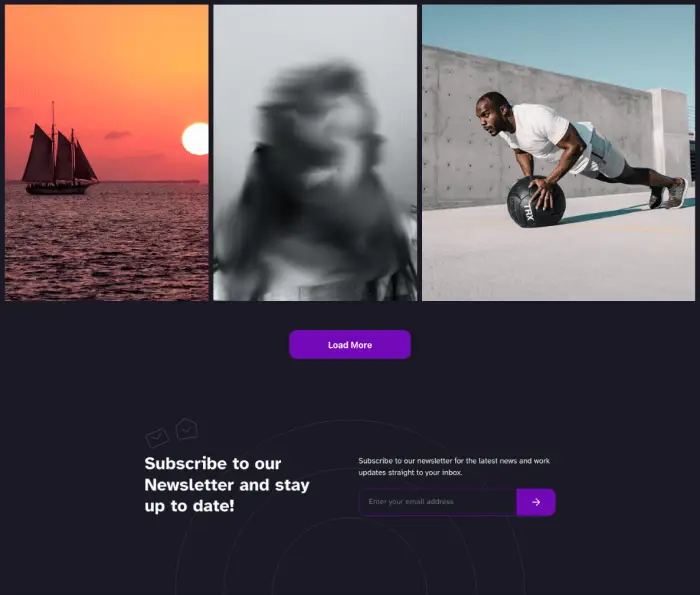 TRX
Load More
Subscribe to our
Newsletter and stay
up to date!
Subscribe to our newsletter for the latest news and work
updates straight to your inbox.
Enter your email address